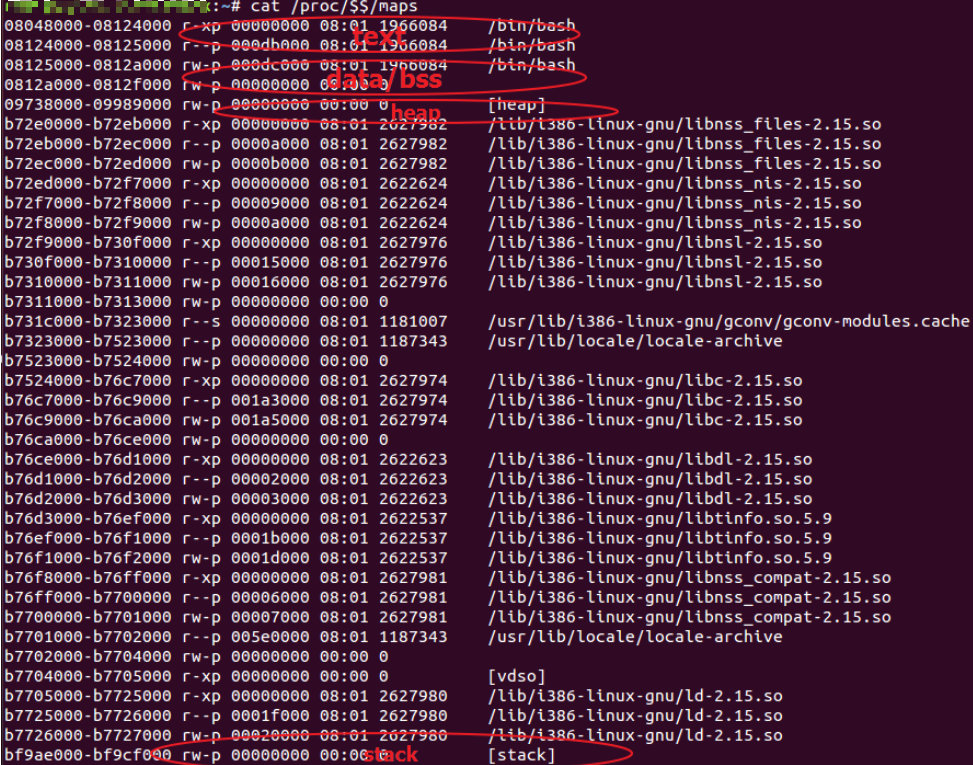 :~# cat /proc/$$/maps
08048000-08124000 r-xp 00000000 08:01 1966084 /bin/bash
text
08124000-08125000 r--p 000db000 08:01 1966084 /bin/bash
08125000-0812a000 rw-p 000dc000 08:01 1966084 /bin/bash
data/bss
0812a000-0812f000 rw-p 00000000 00:00 0
09738000-09989000 rw-p 00000000 00:00 0 [heap]
heap
b72e0000-b72eb000 r-xp 00000000 08:01 2627982 /lib/i386-linux-gnu/libnss_files-2.15.so
b72eb000-b72ec000 r--p 0000a000 08:01 2627982 /lib/i386-linux-gnu/libnss_files-2.15.so
b72ec000-b72ed000 rw-p 0000b000 08:01 2627982 /lib/i386-linux-gnu/libnss_files-2.15.so
b72ed000-b72f7000 r-xp 00000000 08:01 2622624 /lib/i386-linux-gnu/libnss_nis-2.15.so
b72f7000-b72f8000 r--p 00009000 08:01 2622624 /lib/i386-linux-gnu/libnss_nis-2.15.so
b72f8000-b72f9000 rw-p 0000a000 08:01 2622624 /lib/i386-linux-gnu/libnss_nis-2.15.so
b72f9000-b730f000 r-xp 00000000 08:01 2627976 /lib/i386-linux-gnu/libnsl-2.15.so
b730f000-b7310000 r--p 00015000 08:01 2627976 /lib/i386-linux-gnu/libnsl-2.15.so
b7310000-b7311000 rw-p 00016000 08:01 2627976 /lib/i386-linux-gnu/libnsl-2.15.so
b7311000-b7313000 rw-p 00000000 00:00 0
b731c000-b7323000 r--s 00000000 08:01 1181007 /usr/lib/i386-linux-gnu/gconv/gconv-modules.cache
b7323000-b7523000 r--p 00000000 08:01 1187343 /usr/lib/locale/locale-archive
b7523000-b7524000 rw-p 00000000 00:00 0
b7524000-b76c7000 r-xp 00000000 08:01 2627974 /lib/i386-linux-gnu/libc-2.15.so
b76c7000-b76c9000 r--p 001a3000 08:01 2627974 /lib/i386-linux-gnu/libc-2.15.so
b76c9000-b76ca000 rw-p 001a5000 08:01 2627974 /lib/i386-linux-gnu/libc-2.15.so
b76ca000-b76ce000 rw-p 00000000 00:00 0
b76ce000-b76d1000 r-xp 00000000 08:01 2622623 /lib/i386-linux-gnu/libdl-2.15.so
b76d1000-b76d2000 r--p 00002000 08:01 2622623 /lib/i386-linux-gnu/libdl-2.15.so
b76d2000-b76d3000 rw-p 00003000 08:01 2622623 /lib/i386-linux-gnu/libdl-2.15.so
b76d3000-b76ef000 r-xp 00000000 08:01 2622537 /lib/i386-linux-gnu/libtinfo.so.5.9
b76ef000-b76f1000 r--p 0001b000 08:01 2622537 /lib/i386-linux-gnu/libtinfo.so.5.9
b76f1000-b76f2000 rw-p 0001d000 08:01 2622537 /lib/i386-linux-gnu/libtinfo.so.5.9
b76f8000-b76ff000 r-xp 00000000 08:01 2627981 /lib/i386-linux-gnu/libnss_compat-2.15.so
b76ff000-b7700000 r--p 00006000 08:01 2627981 /lib/i386-linux-gnu/libnss_compat-2.15.so
b7700000-b7701000 rw-p 00007000 08:01 2627981 /lib/i386-linux-gnu/libnss_compat-2.15.so
b7701000-b7702000 r--p 005e0000 08:01 1187343 /usr/lib/locale/locale-archive
b7702000-b7704000 rw-p 00000000 00:00 0
b7704000-b7705000 r-xp 00000000 00:00 0 [vdso]
b7705000-b7725000 r-xp 00000000 08:01 2627980 /lib/i386-linux-gnu/ld-2.15.so
b7725000-b7726000 r--p 0001f000 08:01 2627980 /lib/i386-linux-gnu/ld-2.15.so
b7726000-b7727000 rw-p 00020000 08:01 2627980 /lib/i386-linux-gnu/ld-2.15.so
bf9ae000-bf9cf000 rw-p 00000000 00:00 0 [stack]
stack